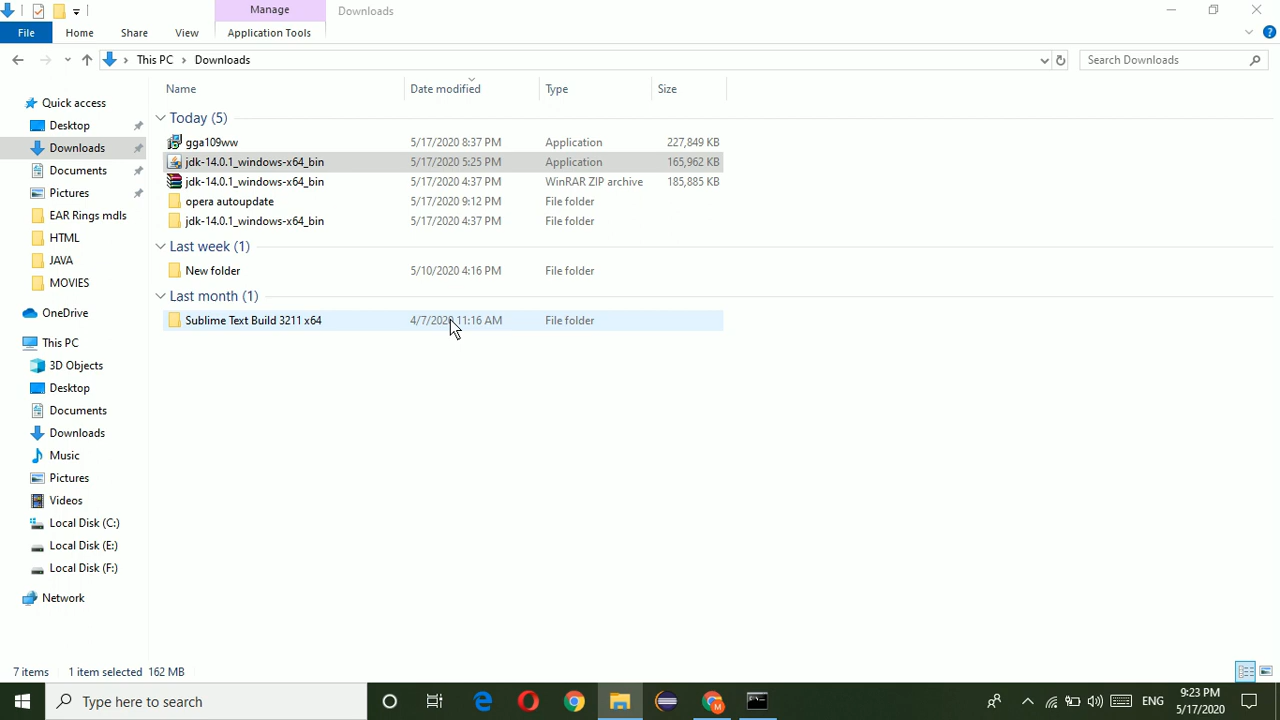 Manage
Downloads
File
Home
Share
View
Application Tools
This PC > Downloads
Search Downloads
Name
Date modified
Type
Size
Quick access
Desktop
Downloads
Documents
Pictures
EAR Rings mdls
HTML
JAVA
MOVIES
OneDrive
This PC
3D Objects
Desktop
Documents
Downloads
Music
Pictures
Videos
Local Disk (C:)
Local Disk (E:)
Local Disk (F:)
Network
Today (5)
gga109ww 5/17/2020 8:37 PM Application 227,849 KB
jdk-14.0.1_windows-x64_bin 5/17/2020 5:25 PM Application 165,962 KB
jdk-14.0.1_windows-x64_bin 5/17/2020 4:37 PM WinRAR ZIP archive 185,885 KB
opera autoupdate 5/17/2020 9:12 PM File folder
jdk-14.0.1_windows-x64_bin 5/17/2020 4:37 PM File folder
Last week (1)
New folder 5/10/2020 4:16 PM File folder
Last month (1)
Sublime Text Build 3211 x64 4/7/2020 11:16 AM File folder
7 items 1 item selected 162 MB
Type here to search
ENG
9:23 PM
5/17/2020